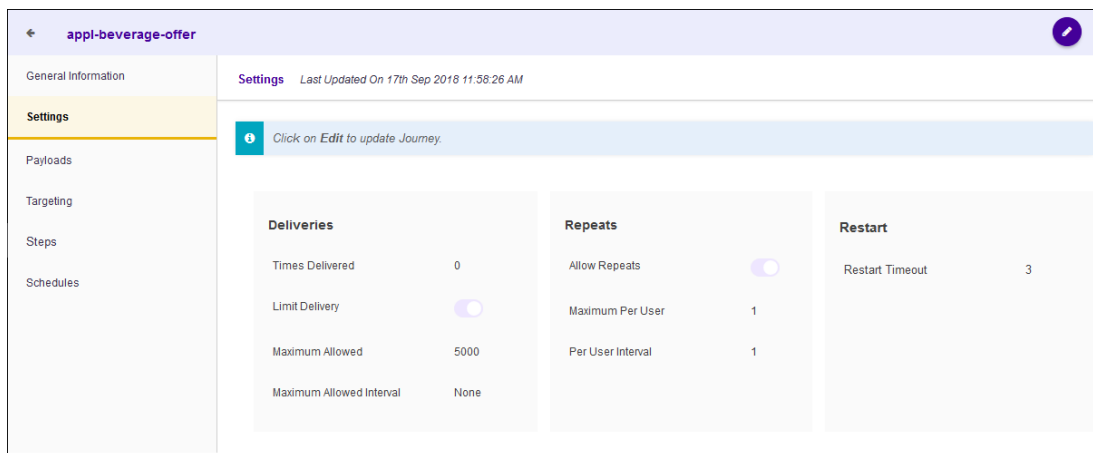 appl-beverage-offer
General Information
Settings
Payloads
Targeting
Steps
Schedules
Settings Last Updated On 17th Sep 2018 11:58:26 AM
Click on Edit to update Journey.
Deliveries
Times Delivered 0
Limit Delivery
Maximum Allowed 5000
Maximum Allowed Interval None
Repeats
Allow Repeats
Maximum Per User 1
Per User Interval 1
Restart
Restart Timeout 3